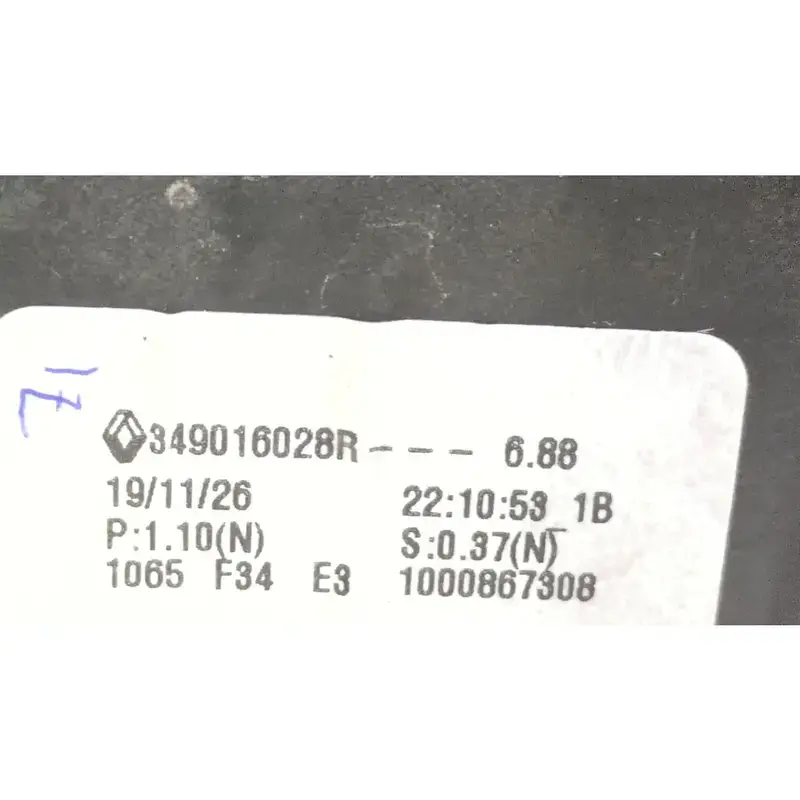 349016028R - - - 6.88
19/11/26 22:10:53 1B
P:1.10(N) S:0.37(N)
1065 F34 E3 1000867308